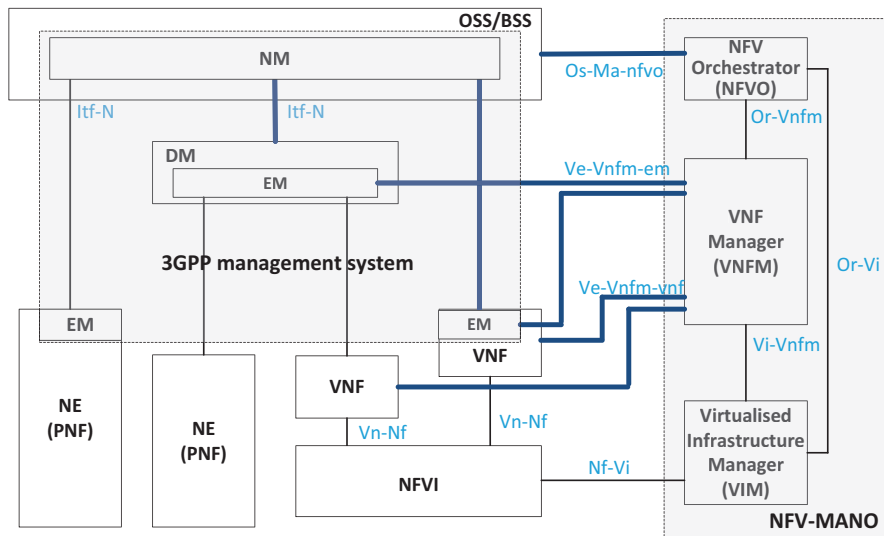 OSS/BSS
NM
Os-Ma-nfvo
NFV
Orchestrator
(NFVO)
Itf-N
Itf-N
Or-Vnfm
DM
EM
Ve-Vnfm-em
VNF
Manager
(VNFM)
3GPP management system
Or-Vi
Ve-Vnfm-vnf
EM
EM
VNF
Vi-Vnfm
NE
(PNF)
NE
(PNF)
VNF
Vn-Nf
Vn-Nf
Virtualised
Infrastructure
Manager
(VIM)
NFVI
Nf-Vi
NFV-MANO